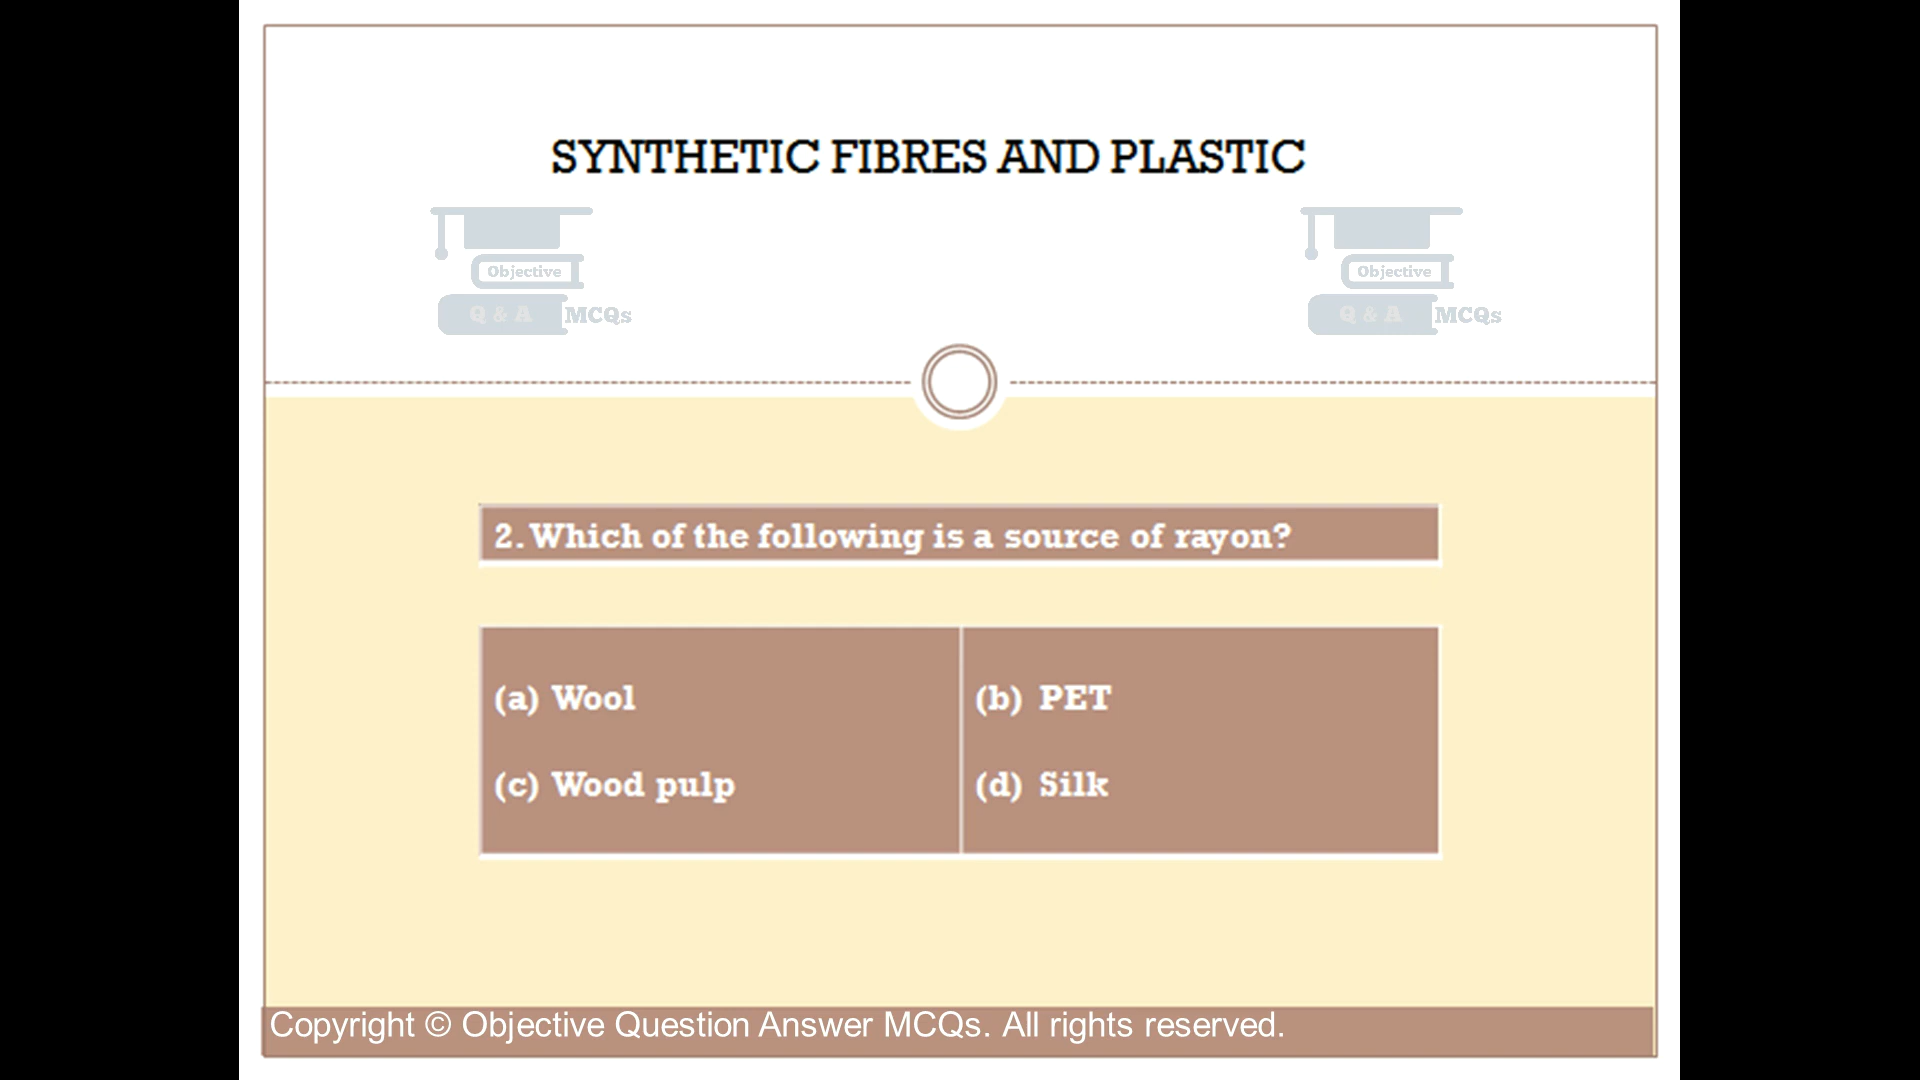 SYNTHETIC FIBRES AND PLASTIC
Objective
Q & A MCQs
Objective
Q & A MCQs
2. Which of the following is a source of rayon?
(a) Wool
(b) PET
(c) Wood pulp
(d) Silk
Copyright © Objective Question Answer MCQs. All rights reserved.